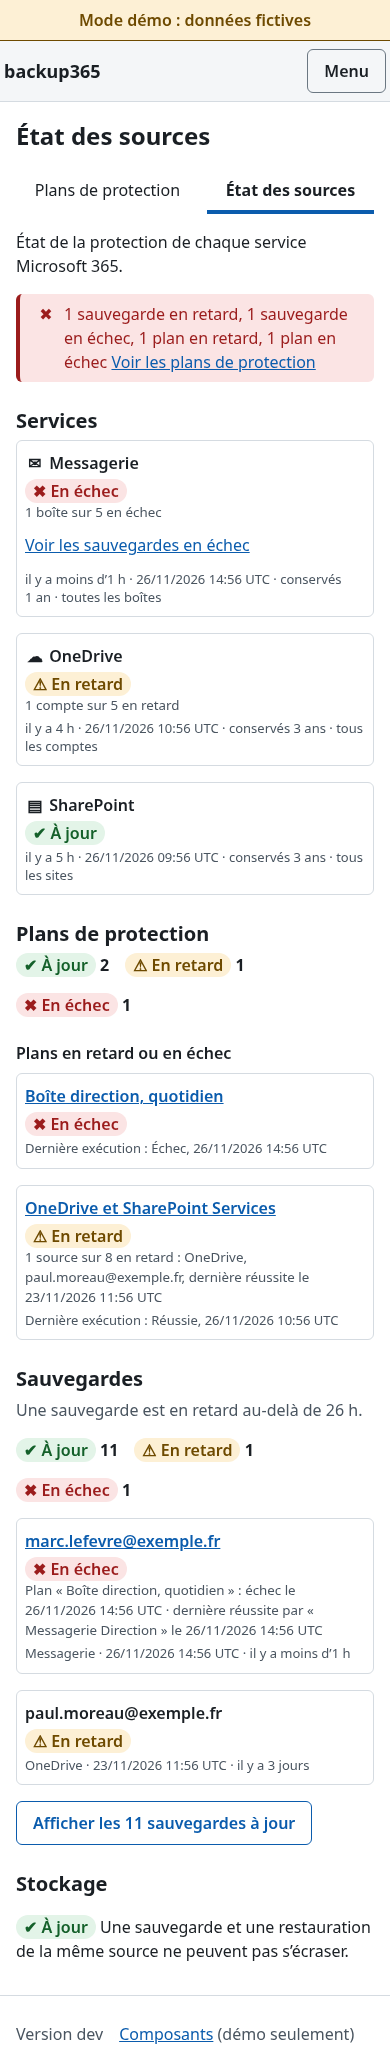 Mode démo : données fictives
backup365
Menu
État des sources
Plans de protection
État des sources
État de la protection de chaque service
Microsoft 365.
✖ 1 sauvegarde en retard, 1 sauvegarde
en échec, 1 plan en retard, 1 plan en
échec Voir les plans de protection
Services
✉ Messagerie
✖ En échec
1 boîte sur 5 en échec
Voir les sauvegardes en échec
il y a moins d’1 h · 26/11/2026 14:56 UTC · conservés
1 an · toutes les boîtes
☁ OneDrive
⚠ En retard
1 compte sur 5 en retard
il y a 4 h · 26/11/2026 10:56 UTC · conservés 3 ans · tous
les comptes
▤ SharePoint
✔ À jour
il y a 5 h · 26/11/2026 09:56 UTC · conservés 3 ans · tous
les sites
Plans de protection
✔ À jour 2 ⚠ En retard 1
✖ En échec 1
Plans en retard ou en échec
Boîte direction, quotidien
✖ En échec
Dernière exécution : Échec, 26/11/2026 14:56 UTC
OneDrive et SharePoint Services
⚠ En retard
1 source sur 8 en retard : OneDrive,
paul.moreau@exemple.fr, dernière réussite le
23/11/2026 11:56 UTC
Dernière exécution : Réussie, 26/11/2026 10:56 UTC
Sauvegardes
Une sauvegarde est en retard au-delà de 26 h.
✔ À jour 11 ⚠ En retard 1
✖ En échec 1
marc.lefevre@exemple.fr
✖ En échec
Plan « Boîte direction, quotidien » : échec le
26/11/2026 14:56 UTC · dernière réussite par «
Messagerie Direction » le 26/11/2026 14:56 UTC
Messagerie · 26/11/2026 14:56 UTC · il y a moins d’1 h
paul.moreau@exemple.fr
⚠ En retard
OneDrive · 23/11/2026 11:56 UTC · il y a 3 jours
Afficher les 11 sauvegardes à jour
Stockage
✔ À jour Une sauvegarde et une restauration
de la même source ne peuvent pas s’écraser.
Version dev Composants (démo seulement)